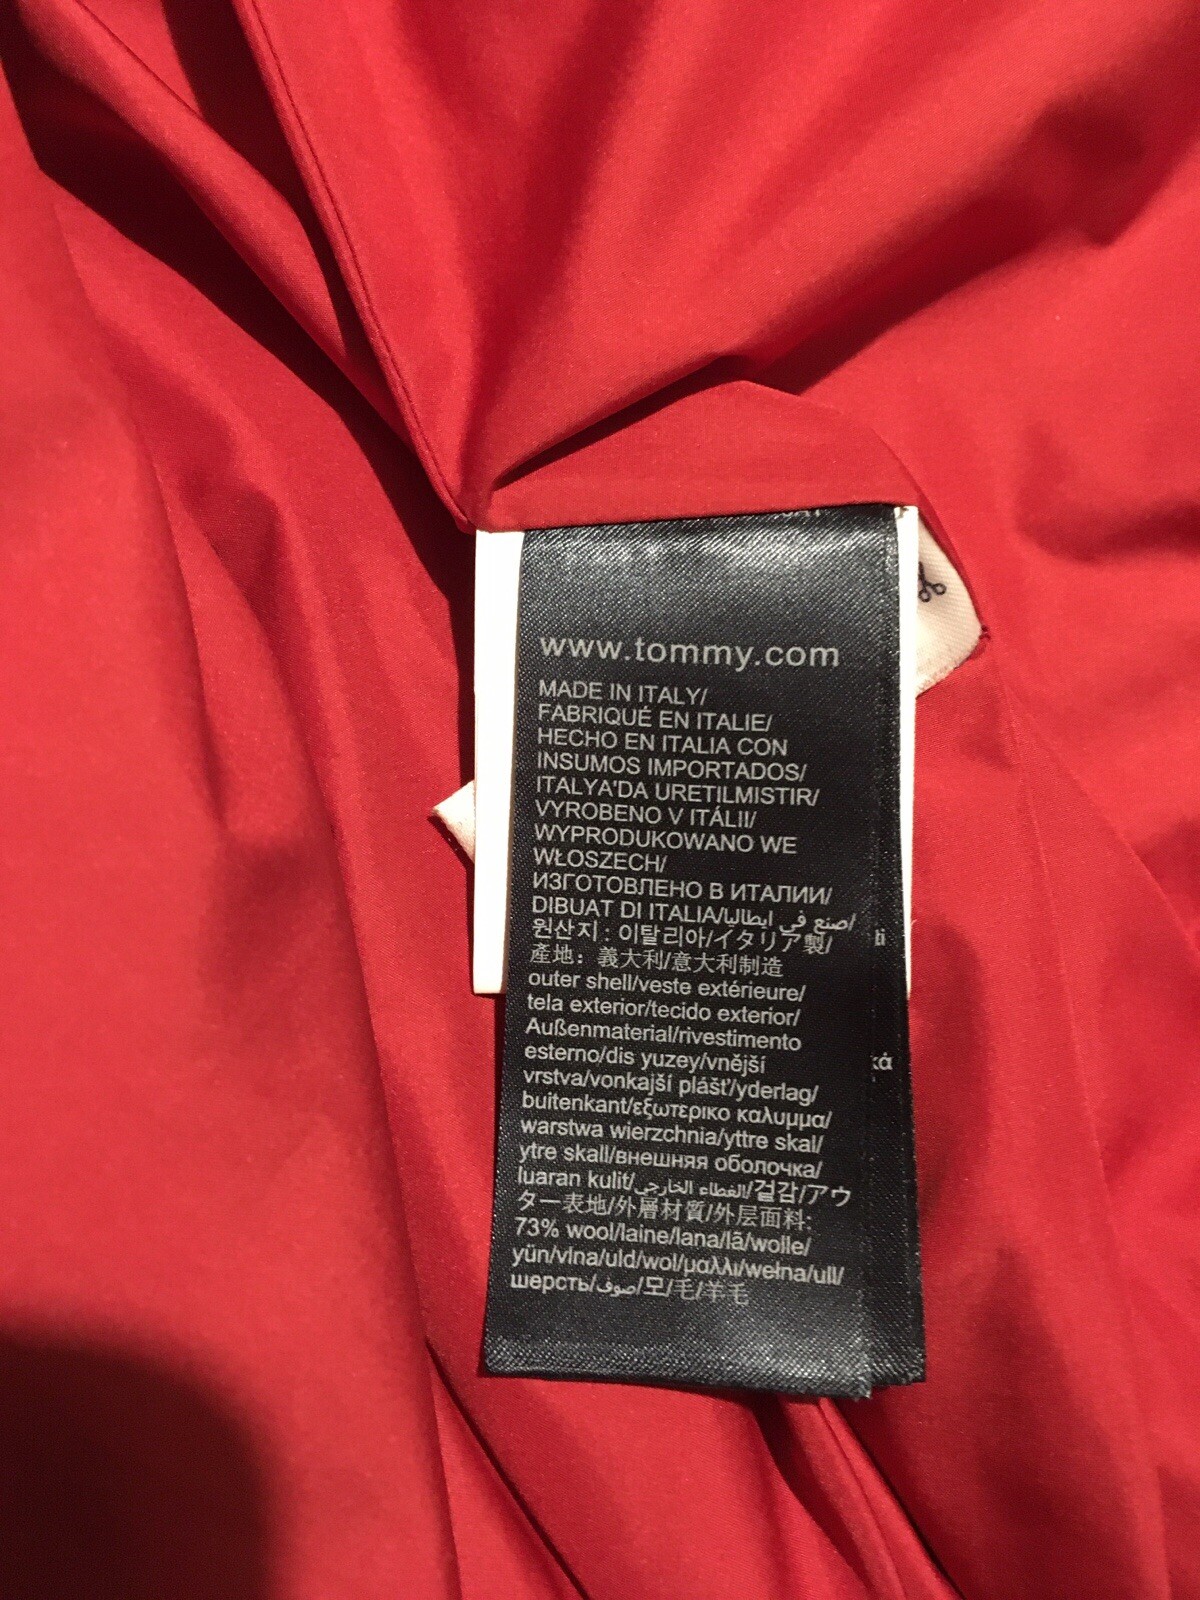 www.tommy.com
MADE IN ITALY/
FABRIQUÉ EN ITALIE/
HECHO EN ITALIA CON
INSUMOS IMPORTADOS/
ITALYA'DA URETILMISTIR/
VYROBENO V ITÁLII/
WYPRODUKOWANO WE
WŁOSZECH/
ИЗГОТОВЛЕНО В ИТАЛИИ/
DIBUAT DI ITALIA/صنع في ايطاليا/
원산지 : 이탈리아/イタリア製/
產地：義大利/意大利制造
outer shell/veste extérieure/
tela exterior/tecido exterior/
Außenmaterial/rivestimento
esterno/dis yuzey/vnější
vrstva/vonkajší plášť/yderlag/
buitenkant/εξωτερικο καλυμμα/
warstwa wierzchnia/yttre skal/
ytre skall/внешняя оболочка/
luaran kulit/الغطاء الخارجي/겉감/アウ
ター表地/外層材質/外层面料:
73% wool/laine/lana/lã/wolle/
yün/vlna/uld/wol/μαλλι/wełna/ull/
шерсть/صوف/모/毛/羊毛
ti
ká